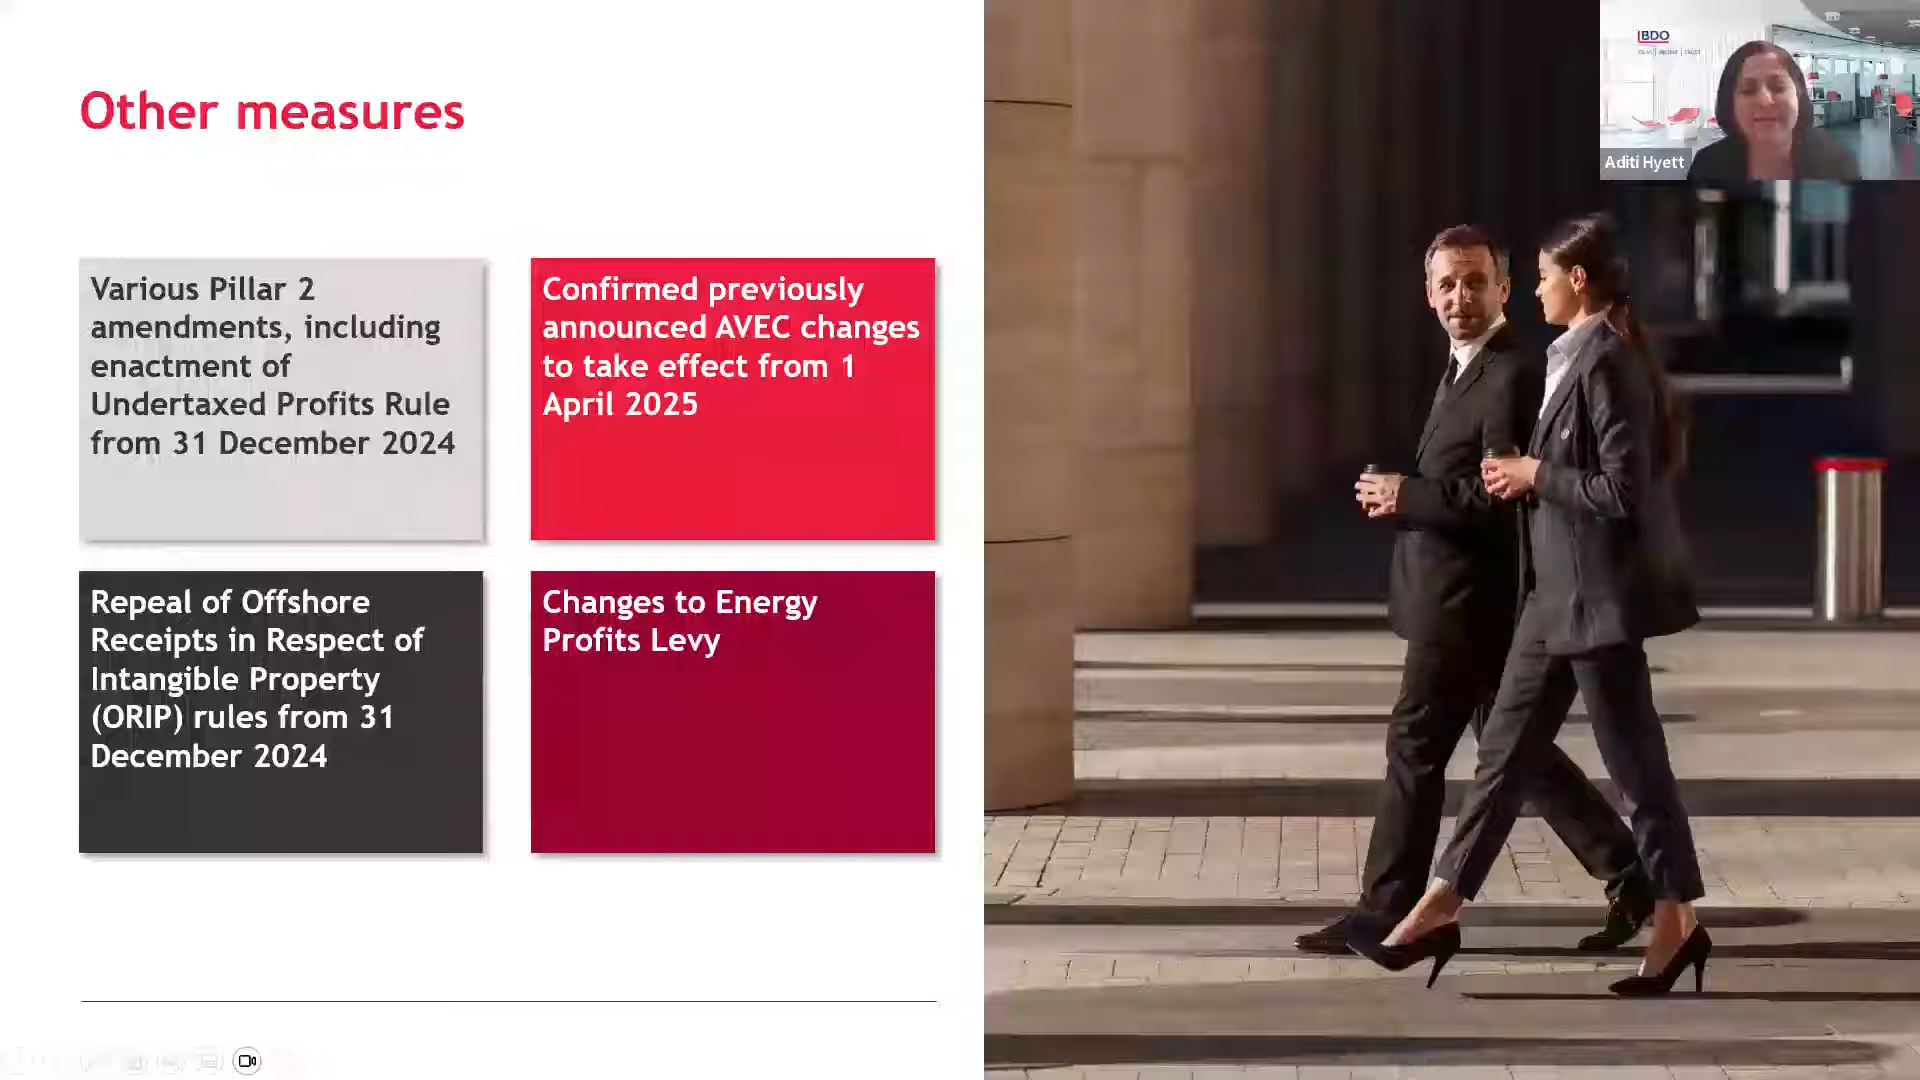 Other measures
Various Pillar 2
amendments, including
enactment of
Undertaxed Profits Rule
from 31 December 2024
Confirmed previously
announced AVEC changes
to take effect from 1
April 2025
Repeal of Offshore
Receipts in Respect of
Intangible Property
(ORIP) rules from 31
December 2024
Changes to Energy
Profits Levy
BDO
Aditi Hyett